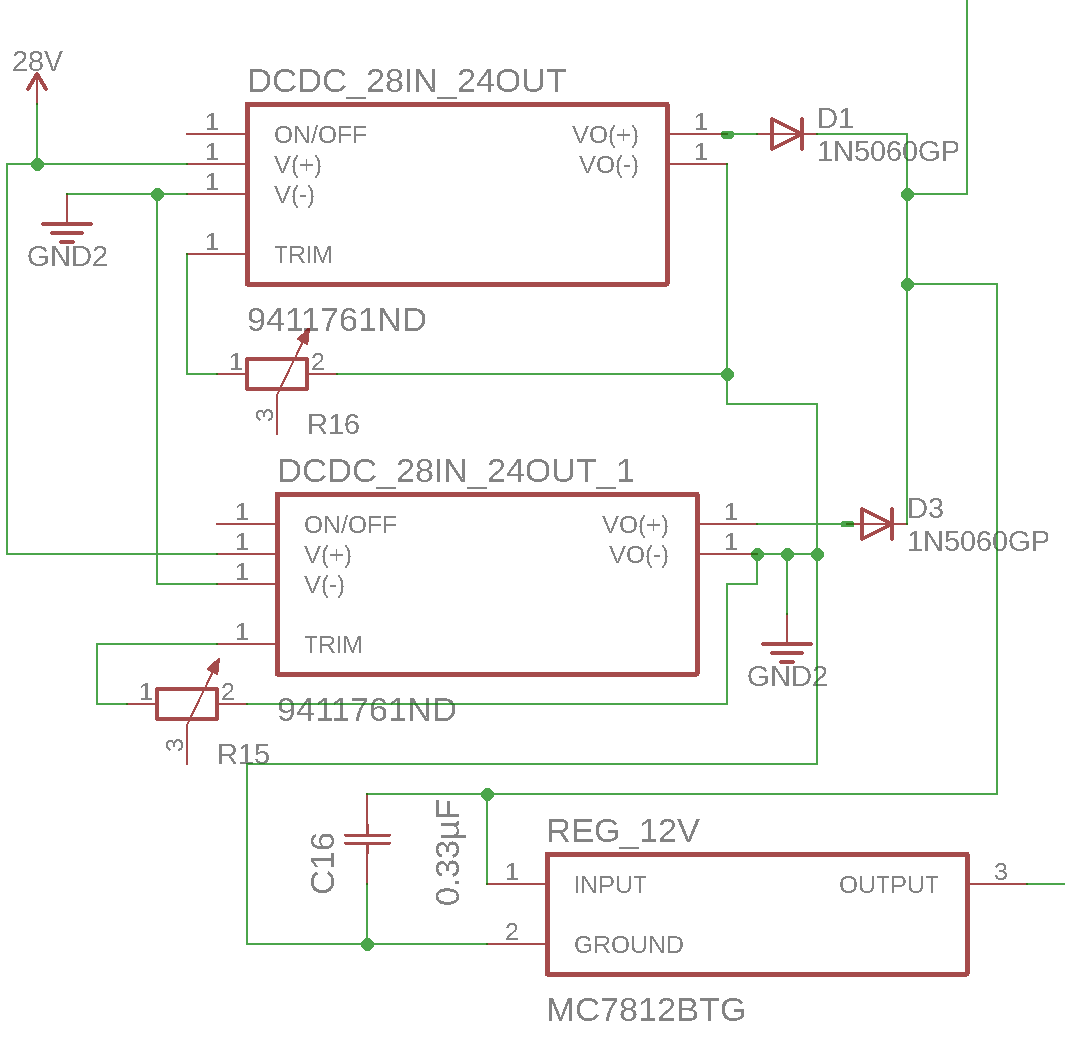 28V
DCDC_28IN_24OUT
1 ON/OFF VO(+) 1
1 V(+) VO(-) 1
1 V(-)
GND2
1 TRIM
D1
1N5060GP
9411761ND
1 2
3
R16
DCDC_28IN_24OUT_1
1 ON/OFF VO(+) 1
1 V(+) VO(-) 1
1 V(-)
1 TRIM
D3
1N5060GP
GND2
1 2
3
R15
9411761ND
C16
0.33µF
REG_12V
1 INPUT OUTPUT 3
2 GROUND
MC7812BTG